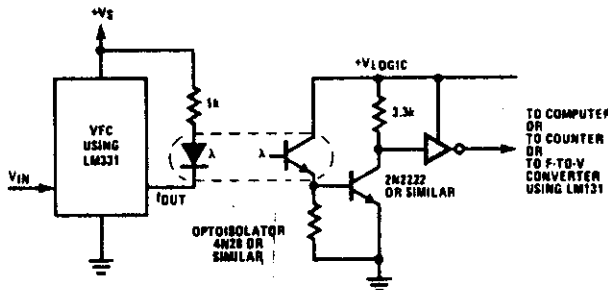 +VS
1k
VFC
USING
LM331
VIN
fOUT
λ
λ
+VLOGIC
3.3k
2N2222
OR SIMILAR
OPTOISOLATOR
4N28 OR
SIMILAR
TO COMPUTER
OR
TO COUNTER
OR
TO F-TO-V
CONVERTER
USING LM131